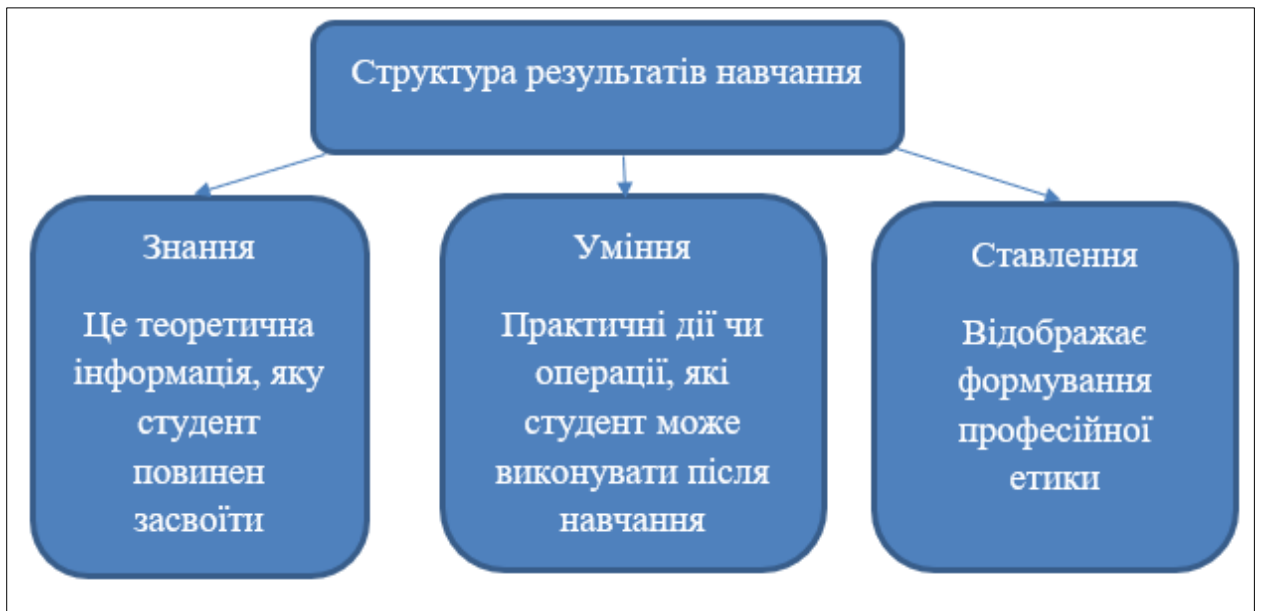 Структура результатів навчання
Знання
Це теоретична
інформація, яку
студент
повинен
засвоїти
Уміння
Практичні дії чи
операції, які
студент може
виконувати після
навчання
Ставлення
Відображає
формування
професійної
етики